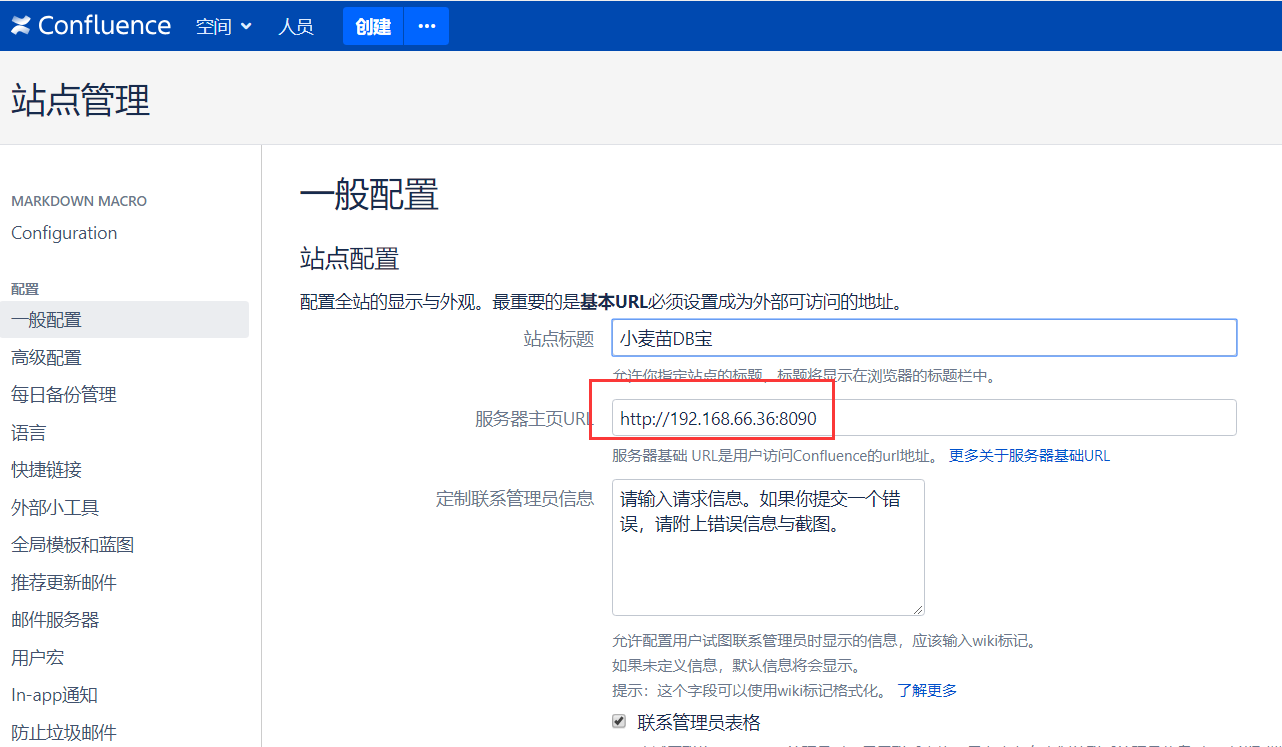 Confluence 空间 人员 创建 ···
站点管理
MARKDOWN MACRO
Configuration
配置
一般配置
高级配置
每日备份管理
语言
快捷链接
外部小工具
全局模板和蓝图
推荐更新邮件
邮件服务器
用户宏
In-app通知
防止垃圾邮件
一般配置
站点配置
配置全站的显示与外观。最重要的是基本URL必须设置成为外部可访问的地址。
站点标题 小麦苗DB宝
允许你指定站点的标题，标题将显示在浏览器的标题栏中。
服务器主页URL http://192.168.66.36:8090
服务器基础 URL是用户访问Confluence的url地址。 更多关于服务器基础URL
定制联系管理员信息 请输入请求信息。如果你提交一个错
误，请附上错误信息与截图。
允许配置用户试图联系管理员时显示的信息，应该输入wiki标记。
如果未定义信息，默认信息将会显示。
提示：这个字段可以使用wiki标记格式化。 了解更多
联系管理员表格